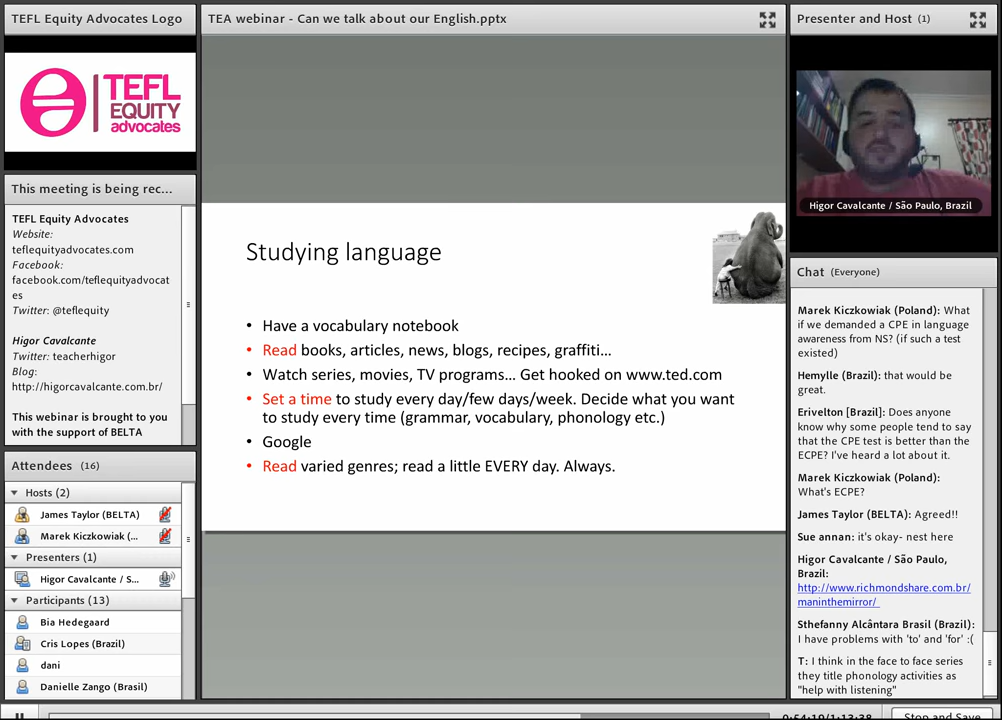 TEFL Equity Advocates Logo
TEFL
EQUITY
advocates
This meeting is being rec...
TEFL Equity Advocates
Website:
teflequityadvocates.com
Facebook:
facebook.com/teflequityadvocat
es
Twitter: @teflequity
Higor Cavalcante
Twitter: teacherhigor
Blog:
http://higorcavalcante.com.br/
This webinar is brought to you
with the support of BELTA
Attendees (16)
Hosts (2)
James Taylor (BELTA)
Marek Kiczkowiak (...
Presenters (1)
Higor Cavalcante / S...
Participants (13)
Bia Hedegaard
Cris Lopes (Brazil)
dani
Danielle Zango (Brasil)
TEA webinar - Can we talk about our English.pptx
Studying language
• Have a vocabulary notebook
• Read books, articles, news, blogs, recipes, graffiti...
• Watch series, movies, TV programs... Get hooked on www.ted.com
• Set a time to study every day/few days/week. Decide what you want
to study every time (grammar, vocabulary, phonology etc.)
• Google
• Read varied genres; read a little EVERY day. Always.
Presenter and Host (1)
Higor Cavalcante / São Paulo, Brazil
Chat (Everyone)
Marek Kiczkowiak (Poland): What
if we demanded a CPE in language
awareness from NS? (if such a test
existed)
Hemylle (Brazil): that would be
great.
Erivelton [Brazil]: Does anyone
know why some people tend to say
that the CPE test is better than the
ECPE? I've heard a lot about it.
Marek Kiczkowiak (Poland):
What's ECPE?
James Taylor (BELTA): Agreed!!
Sue annan: it's okay- nest here
Higor Cavalcante / São Paulo,
Brazil:
http://www.richmondshare.com.br/
maninthemirror/
Sthefanny Alcântara Brasil (Brazil):
I have problems with 'to' and 'for' :(
T: I think in the face to face series
they title phonology activities as
"help with listening"
0:54:19/1:13:38
Stop and Save